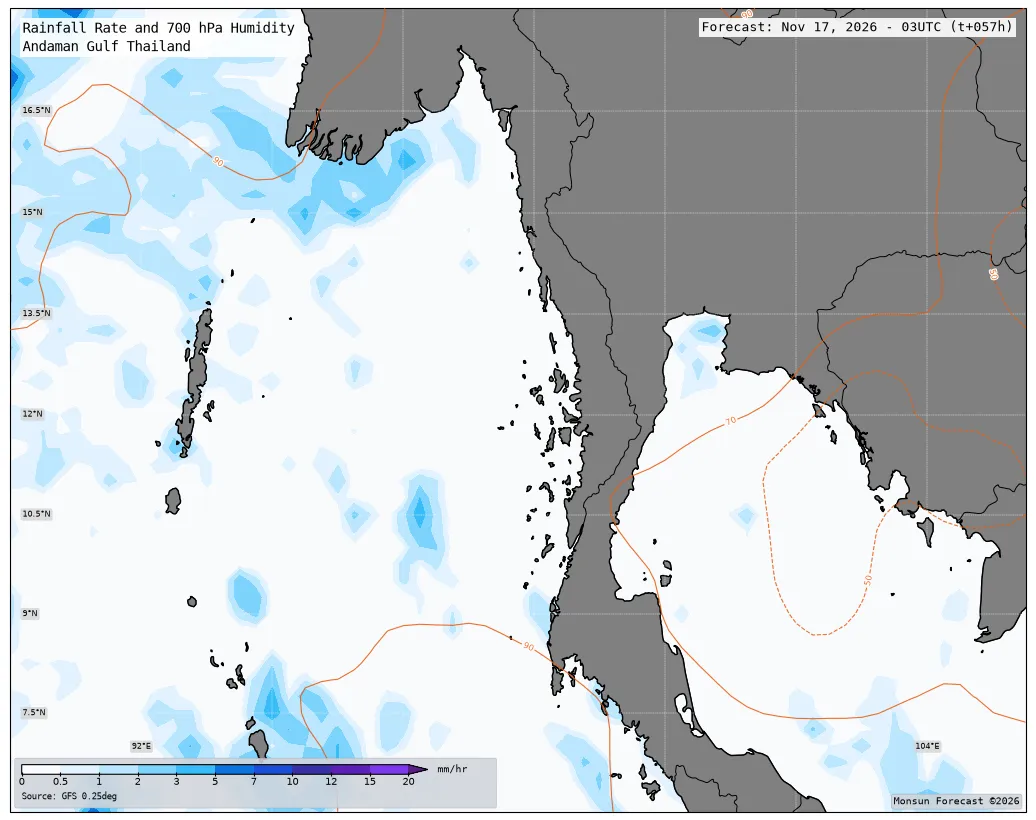 Rainfall Rate and 700 hPa Humidity
Andaman Gulf Thailand
Forecast: Nov 17, 2026 - 03UTC (t+057h)
90
16.5°N
90
15°N
50
13.5°N
12°N
70
10.5°N
50
9°N
90
7.5°N
92°E
104°E
mm/hr
0 0.5 1 2 3 5 7 10 12 15 20
Source: GFS 0.25deg
Monsun Forecast ©2026